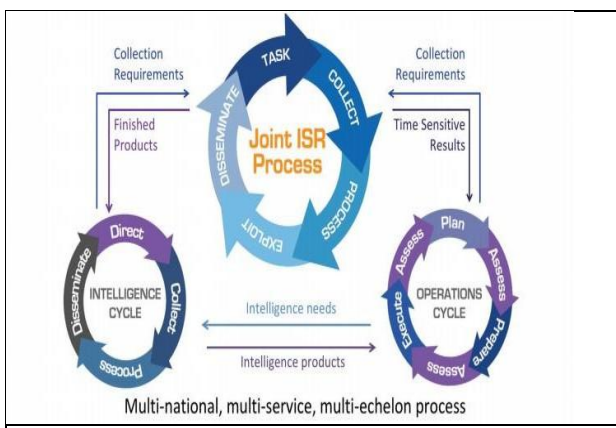 Collection
Requirements
Finished
Products
TASK
COLLECT
PROCESS
EXPLOIT
DISSEMINATE
Joint ISR
Process
Collection
Requirements
Time Sensitive
Results
Direct
Collect
Process
Disseminate
INTELLIGENCE
CYCLE
Intelligence needs
Intelligence products
Plan
Assess
Prepare
Assess
Execute
Assess
OPERATIONS
CYCLE
Multi-national, multi-service, multi-echelon process